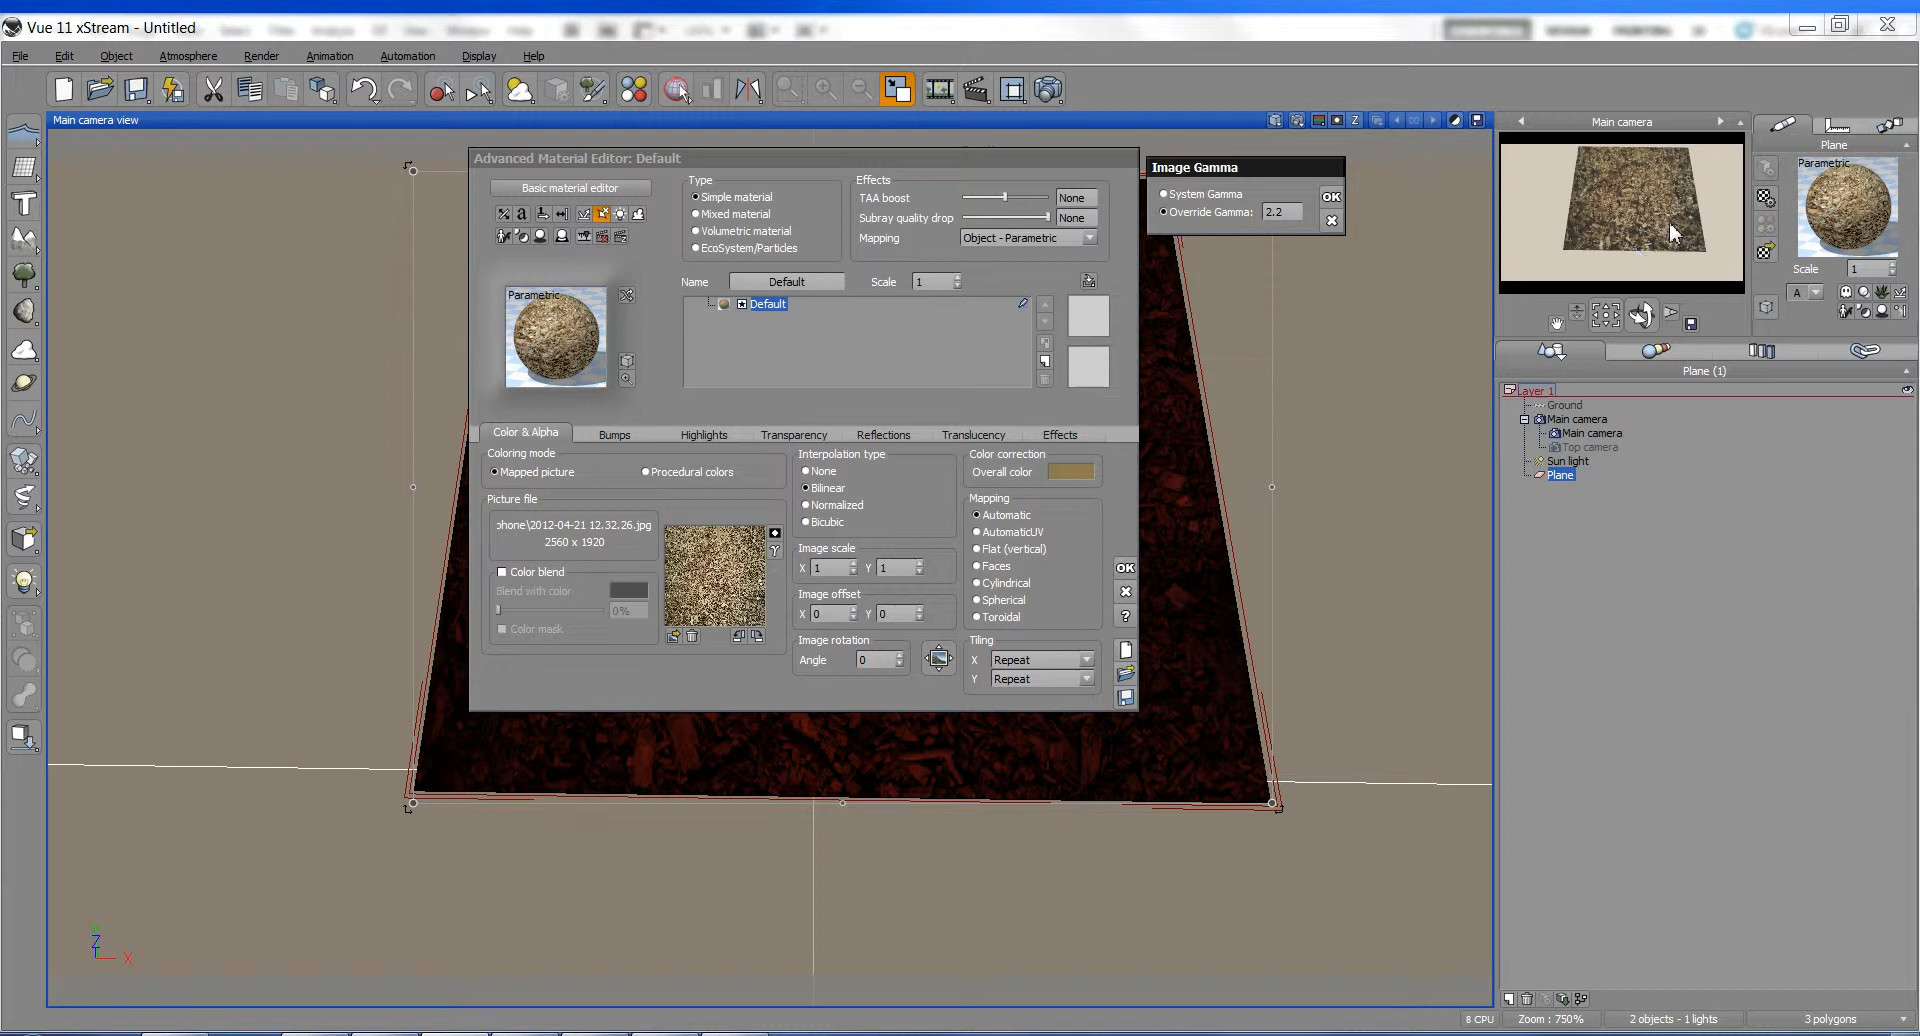 Vue 11 xStream - Untitled
File Edit Object Atmosphere Render Animation Automation Display Help
Main camera view
Z
Main camera
Plane
Parametric
Scale 1
A
Advanced Material Editor: Default
Basic material editor
Parametric
Type
Simple material
Mixed material
Volumetric material
EcoSystem/Particles
Effects
TAA boost None
Subray quality drop None
Mapping Object - Parametric
Name Default Scale 1
Default
Image Gamma
System Gamma
Override Gamma: 2.2
OK
Color & Alpha Bumps Highlights Transparency Reflections Translucency Effects
Coloring mode
Mapped picture Procedural colors
Picture file
phone\2012-04-21 12.32.26.jpg
2560 x 1920
Color blend
Blend with color
0%
Color mask
Interpolation type
None
Bilinear
Normalized
Bicubic
Image scale
X 1 Y 1
Image offset
X 0 Y 0
Image rotation
Angle 0
Color correction
Overall color
Mapping
Automatic
AutomaticUV
Flat (vertical)
Faces
Cylindrical
Spherical
Toroidal
Tiling
X Repeat
Y Repeat
OK
?
Plane (1)
Layer 1
Ground
Main camera
Main camera
Top camera
Sun light
Plane
Z
X
8 CPU Zoom : 750% 2 objects - 1 lights 3 polygons